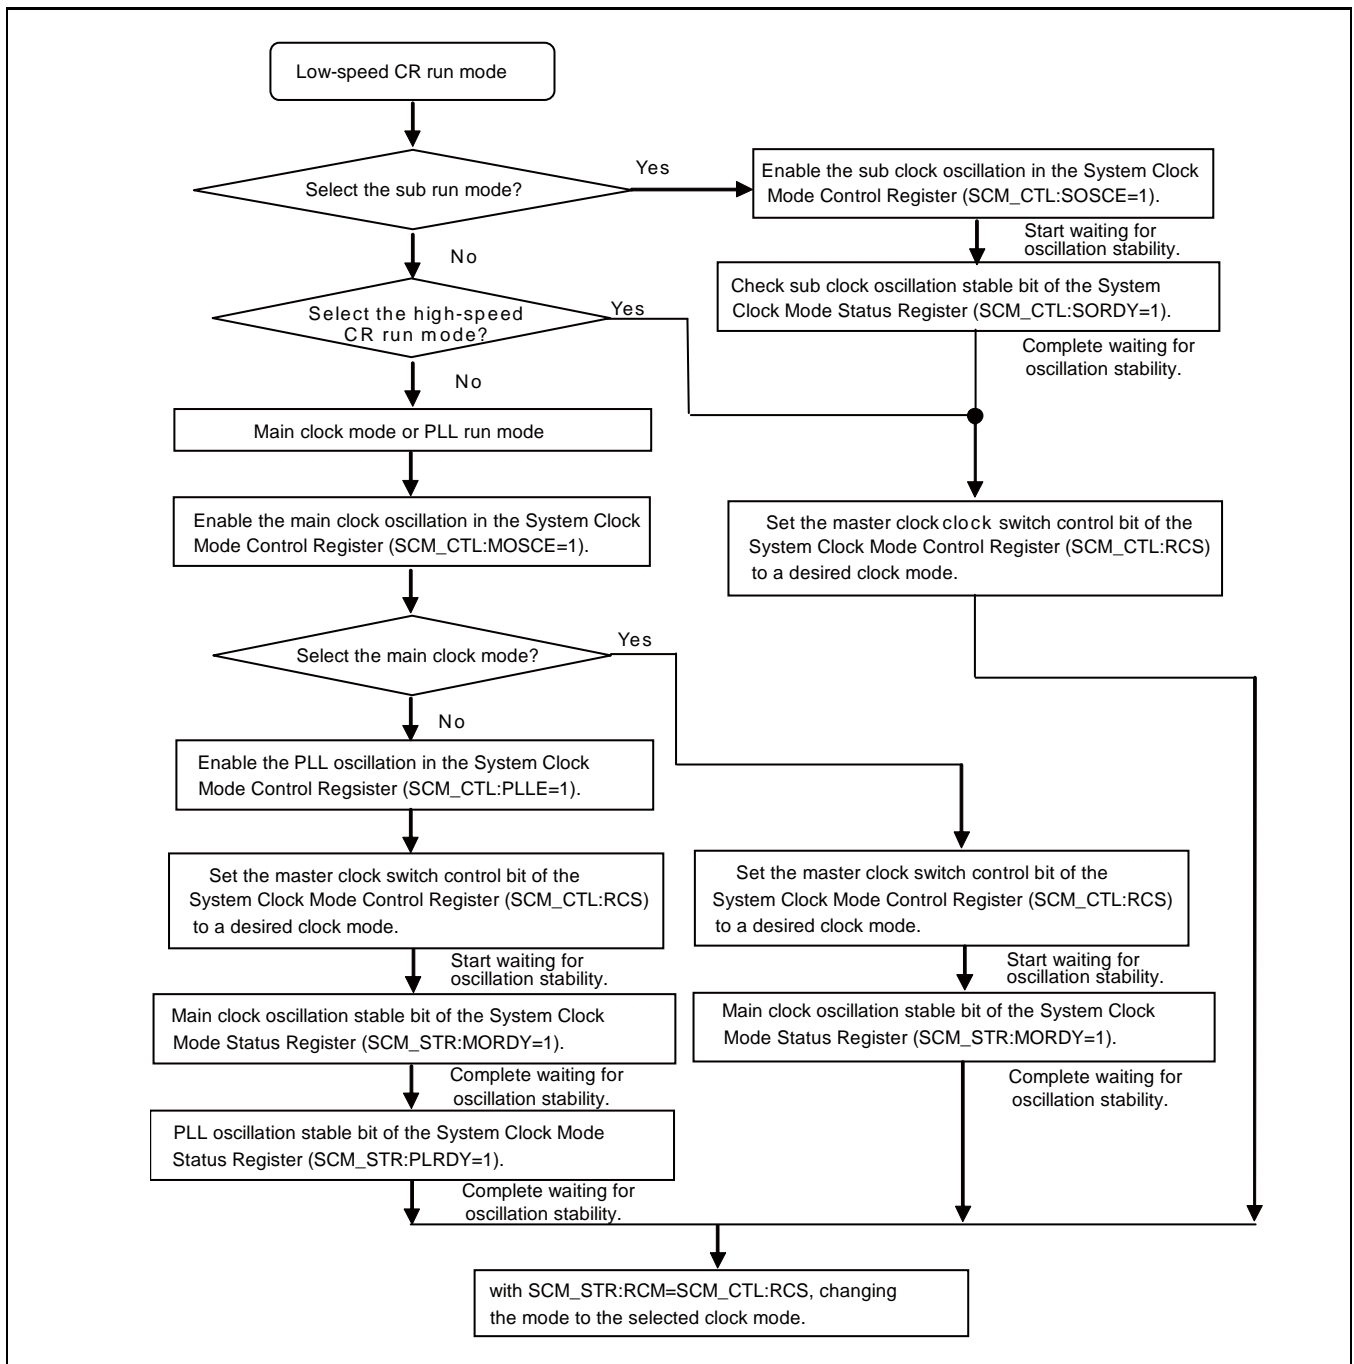 Low-speed CR run mode
Select the sub run mode?
Yes
Enable the sub clock oscillation in the System Clock
Mode Control Register (SCM_CTL:SOSCE=1).
Start waiting for
oscillation stability.
No
Check sub clock oscillation stable bit of the System
Clock Mode Status Register (SCM_CTL:SORDY=1).
Select the high-speed
CR run mode?
Yes
Complete waiting for
oscillation stability.
No
Main clock mode or PLL run mode
Enable the main clock oscillation in the System Clock
Mode Control Register (SCM_CTL:MOSCE=1).
Set the master clock clock switch control bit of the
System Clock Mode Control Register (SCM_CTL:RCS)
to a desired clock mode.
Select the main clock mode?
Yes
No
Enable the PLL oscillation in the System Clock
Mode Control Regsister (SCM_CTL:PLLE=1).
Set the master clock switch control bit of the
System Clock Mode Control Register (SCM_CTL:RCS)
to a desired clock mode.
Start waiting for
oscillation stability.
Main clock oscillation stable bit of the System Clock
Mode Status Register (SCM_STR:MORDY=1).
Complete waiting for
oscillation stability.
PLL oscillation stable bit of the System Clock Mode
Status Register (SCM_STR:PLRDY=1).
Complete waiting for
oscillation stability.
Set the master clock switch control bit of the
System Clock Mode Control Register (SCM_CTL:RCS)
to a desired clock mode.
Start waiting for
oscillation stability.
Main clock oscillation stable bit of the System Clock
Mode Status Register (SCM_STR:MORDY=1).
Complete waiting for
oscillation stability.
with SCM_STR:RCM=SCM_CTL:RCS, changing
the mode to the selected clock mode.